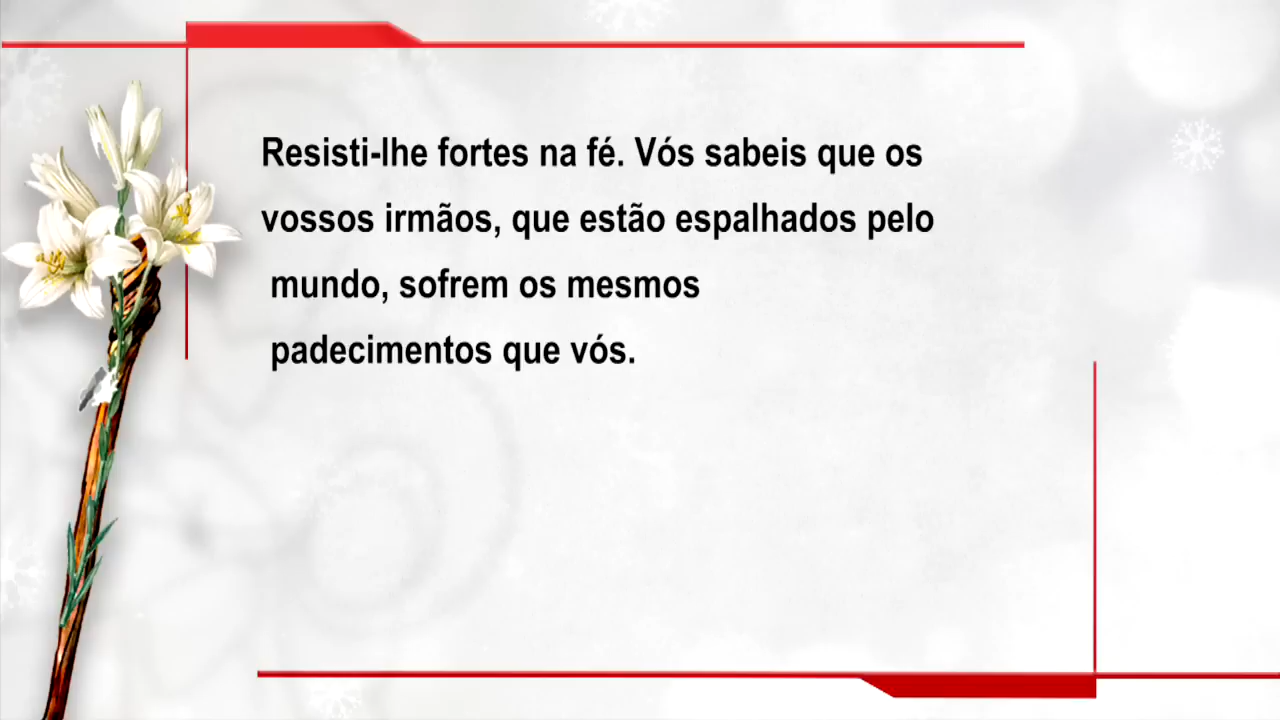 Resisti-lhe fortes na fé. Vós sabeis que os
vossos irmãos, que estão espalhados pelo
mundo, sofrem os mesmos
padecimentos que vós.